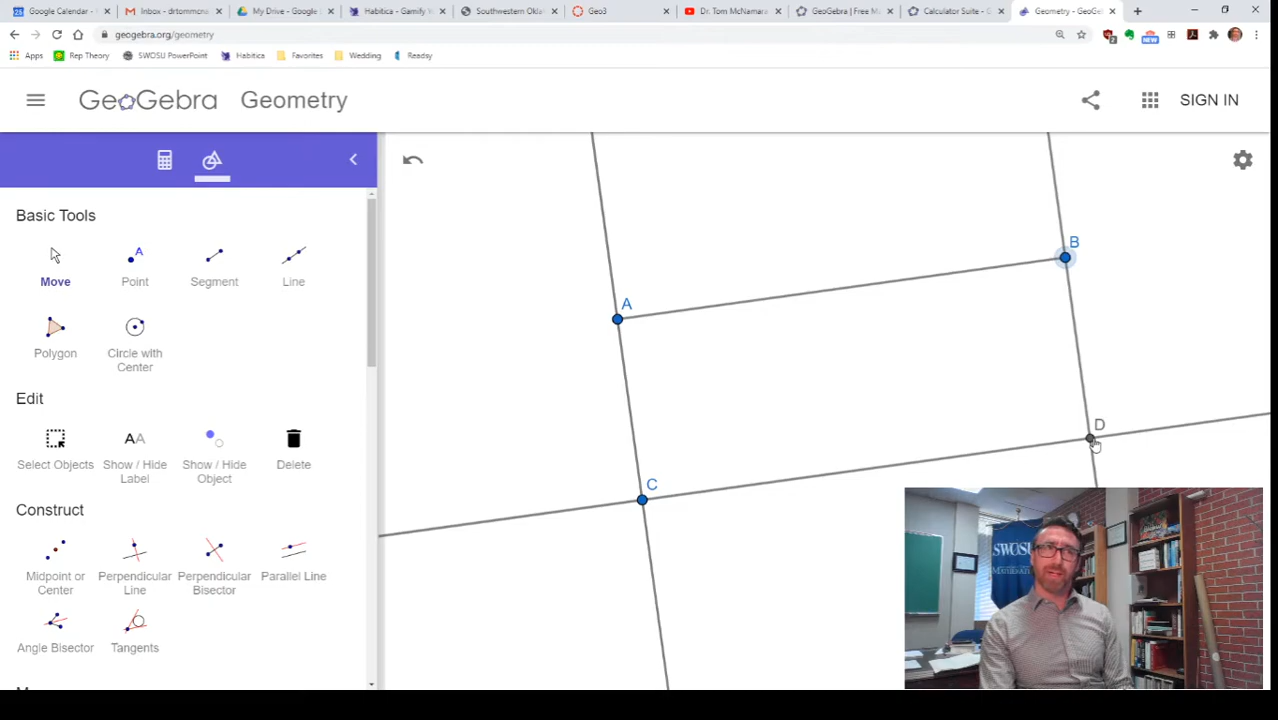 Google Calendar -
Inbox - drtommcna
My Drive - Google
Habitica - Gamify Y
Southwestern Okla
Geo3
Dr. Tom McNamara
GeoGebra | Free M
Calculator Suite - G
Geometry - GeoGe
geogebra.org/geometry
Apps
Rep Theory
SWOSU PowerPoint
Habitica
Favorites
Wedding
Readsy
GeoGebra
Geometry
SIGN IN
Basic Tools
Move
Point
Segment
Line
Polygon
Circle with
Center
Edit
Select Objects
Show / Hide
Label
Show / Hide
Object
Delete
Construct
Midpoint or
Center
Perpendicular
Line
Perpendicular
Bisector
Parallel Line
Angle Bisector
Tangents
A
B
C
D
SWOSU